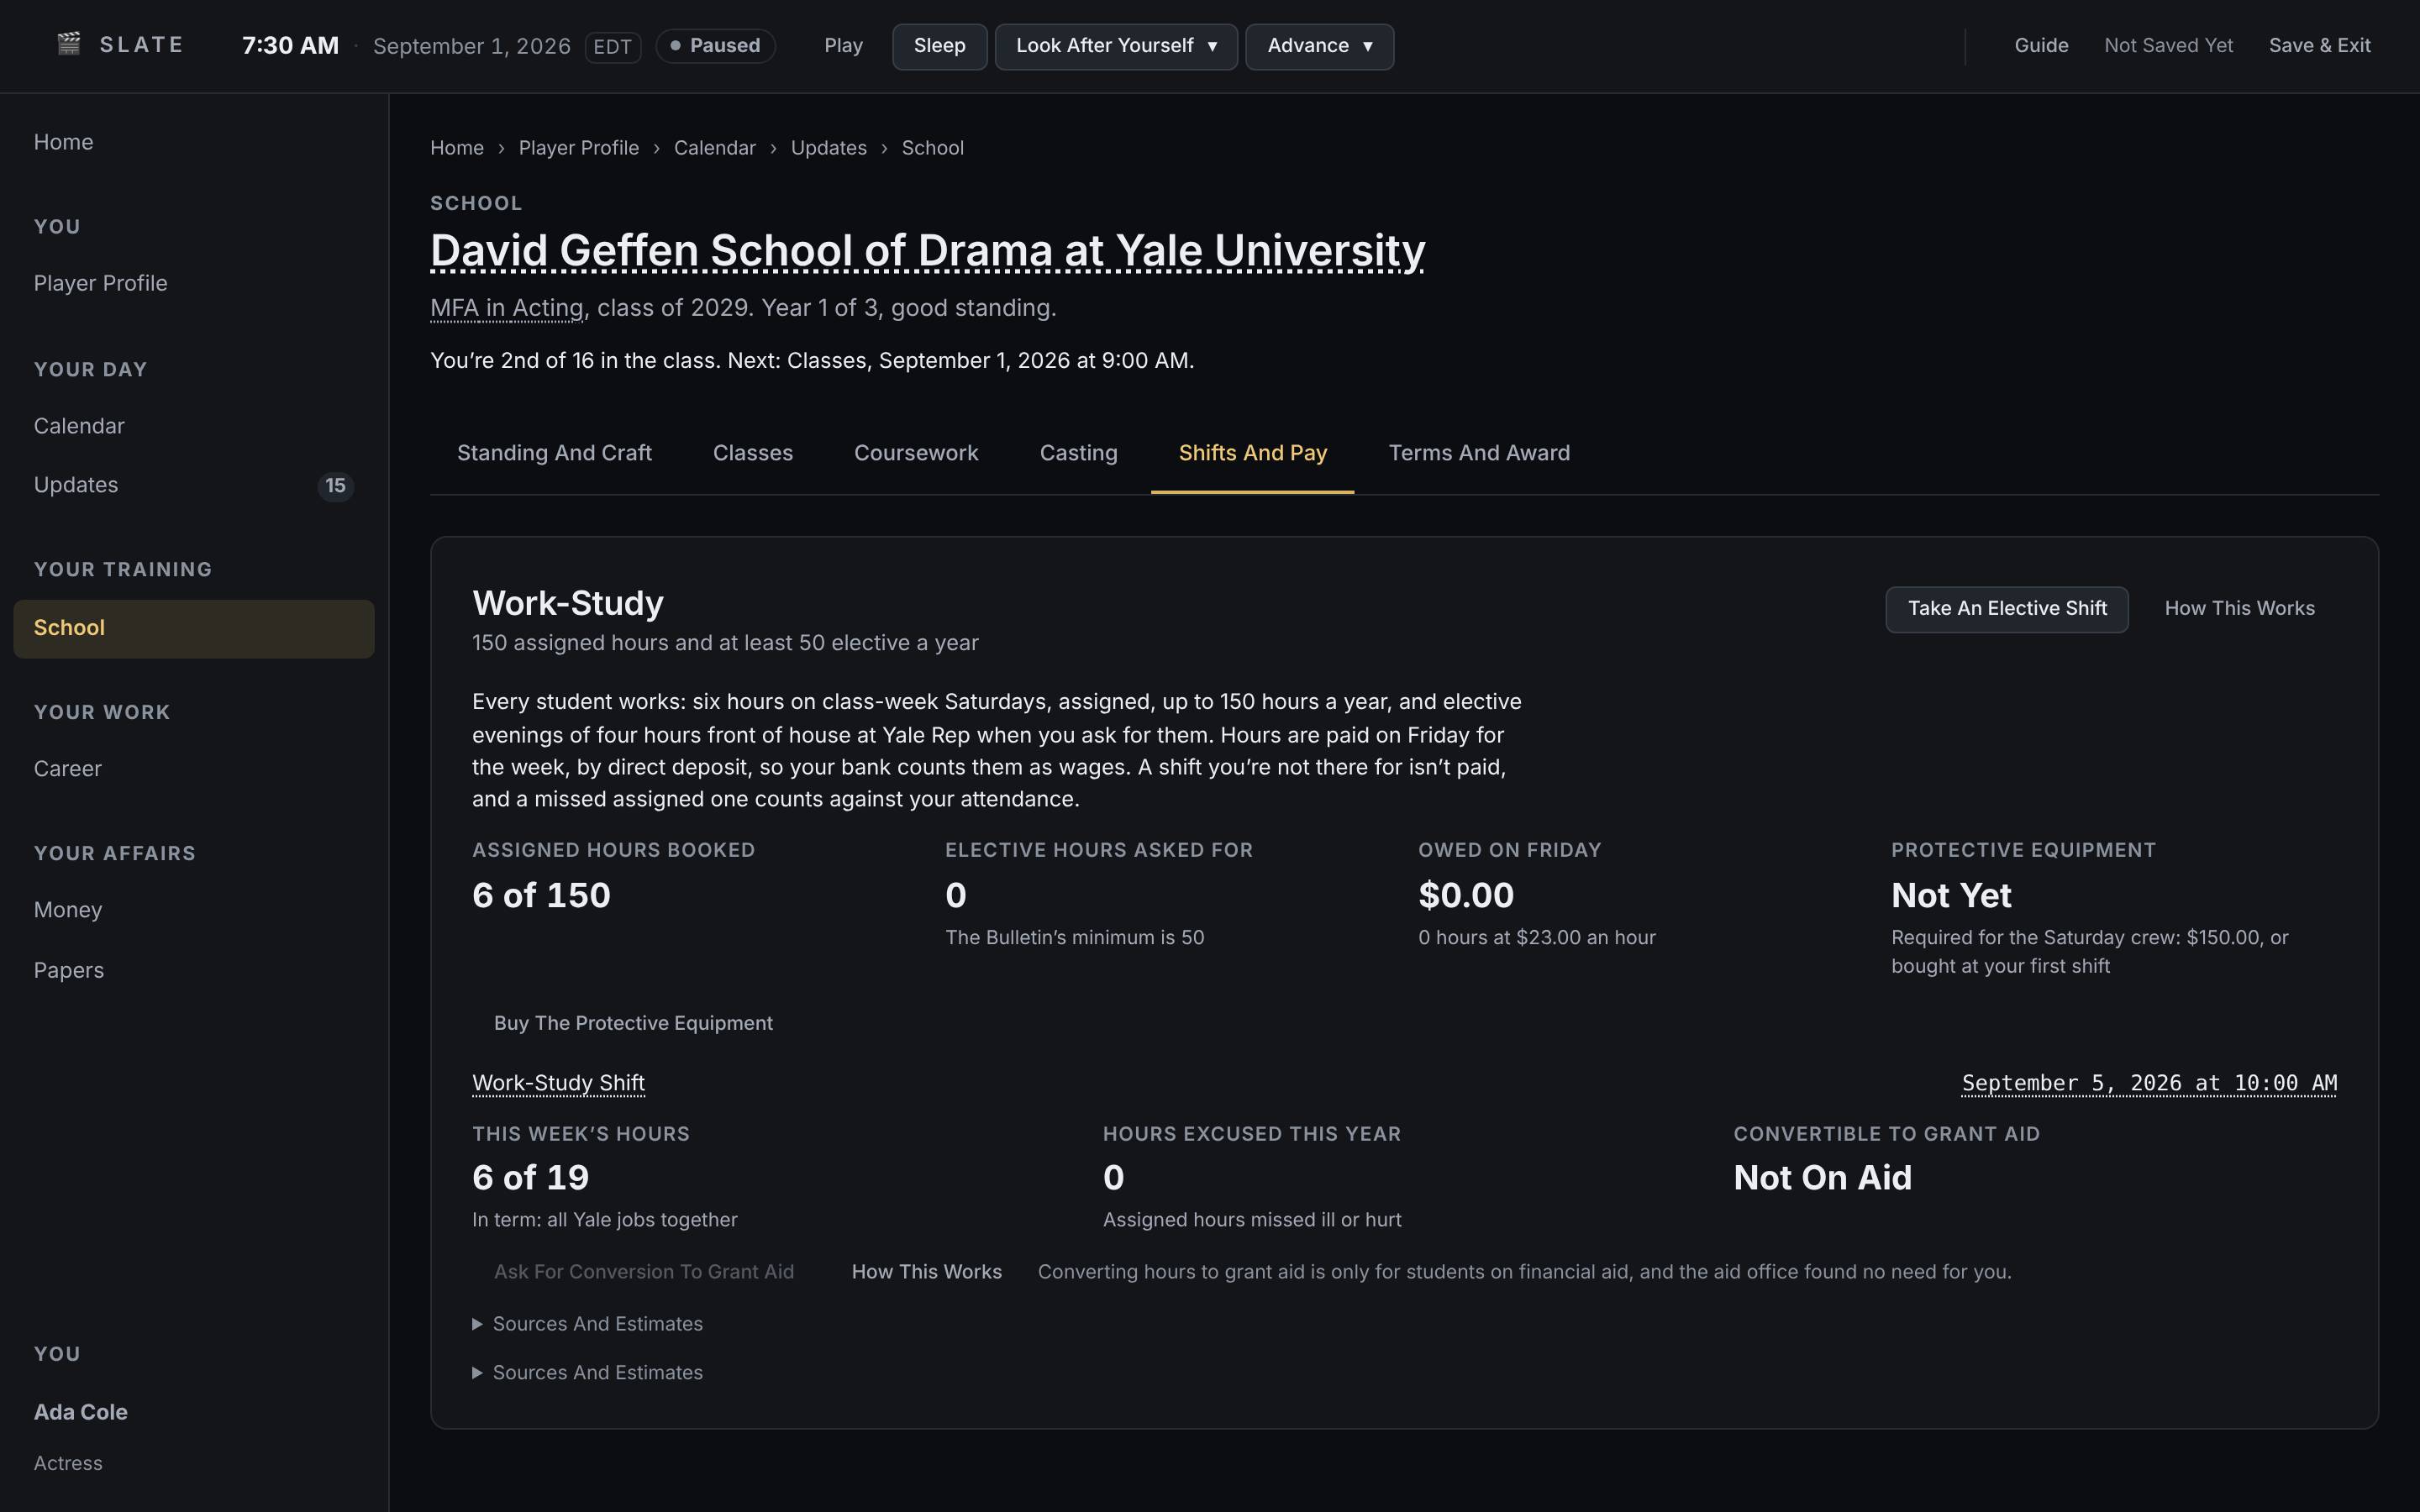 🎬 SLATE
7:30 AM · September 1, 2026 EDT Paused
Play
Sleep
Look After Yourself ▾
Advance ▾
Guide
Not Saved Yet
Save & Exit
Home
YOU
Player Profile
YOUR DAY
Calendar
Updates 15
YOUR TRAINING
School
YOUR WORK
Career
YOUR AFFAIRS
Money
Papers
YOU
Ada Cole
Actress
Home › Player Profile › Calendar › Updates › School
SCHOOL
David Geffen School of Drama at Yale University
MFA in Acting, class of 2029. Year 1 of 3, good standing.
You’re 2nd of 16 in the class. Next: Classes, September 1, 2026 at 9:00 AM.
Standing And Craft
Classes
Coursework
Casting
Shifts And Pay
Terms And Award
Work-Study
150 assigned hours and at least 50 elective a year
Take An Elective Shift
How This Works
Every student works: six hours on class-week Saturdays, assigned, up to 150 hours a year, and elective
evenings of four hours front of house at Yale Rep when you ask for them. Hours are paid on Friday for
the week, by direct deposit, so your bank counts them as wages. A shift you’re not there for isn’t paid,
and a missed assigned one counts against your attendance.
ASSIGNED HOURS BOOKED
6 of 150
ELECTIVE HOURS ASKED FOR
0
The Bulletin’s minimum is 50
OWED ON FRIDAY
$0.00
0 hours at $23.00 an hour
PROTECTIVE EQUIPMENT
Not Yet
Required for the Saturday crew: $150.00, or
bought at your first shift
Buy The Protective Equipment
Work-Study Shift
September 5, 2026 at 10:00 AM
THIS WEEK’S HOURS
6 of 19
In term: all Yale jobs together
HOURS EXCUSED THIS YEAR
0
Assigned hours missed ill or hurt
CONVERTIBLE TO GRANT AID
Not On Aid
Ask For Conversion To Grant Aid
How This Works
Converting hours to grant aid is only for students on financial aid, and the aid office found no need for you.
▶ Sources And Estimates
▶ Sources And Estimates